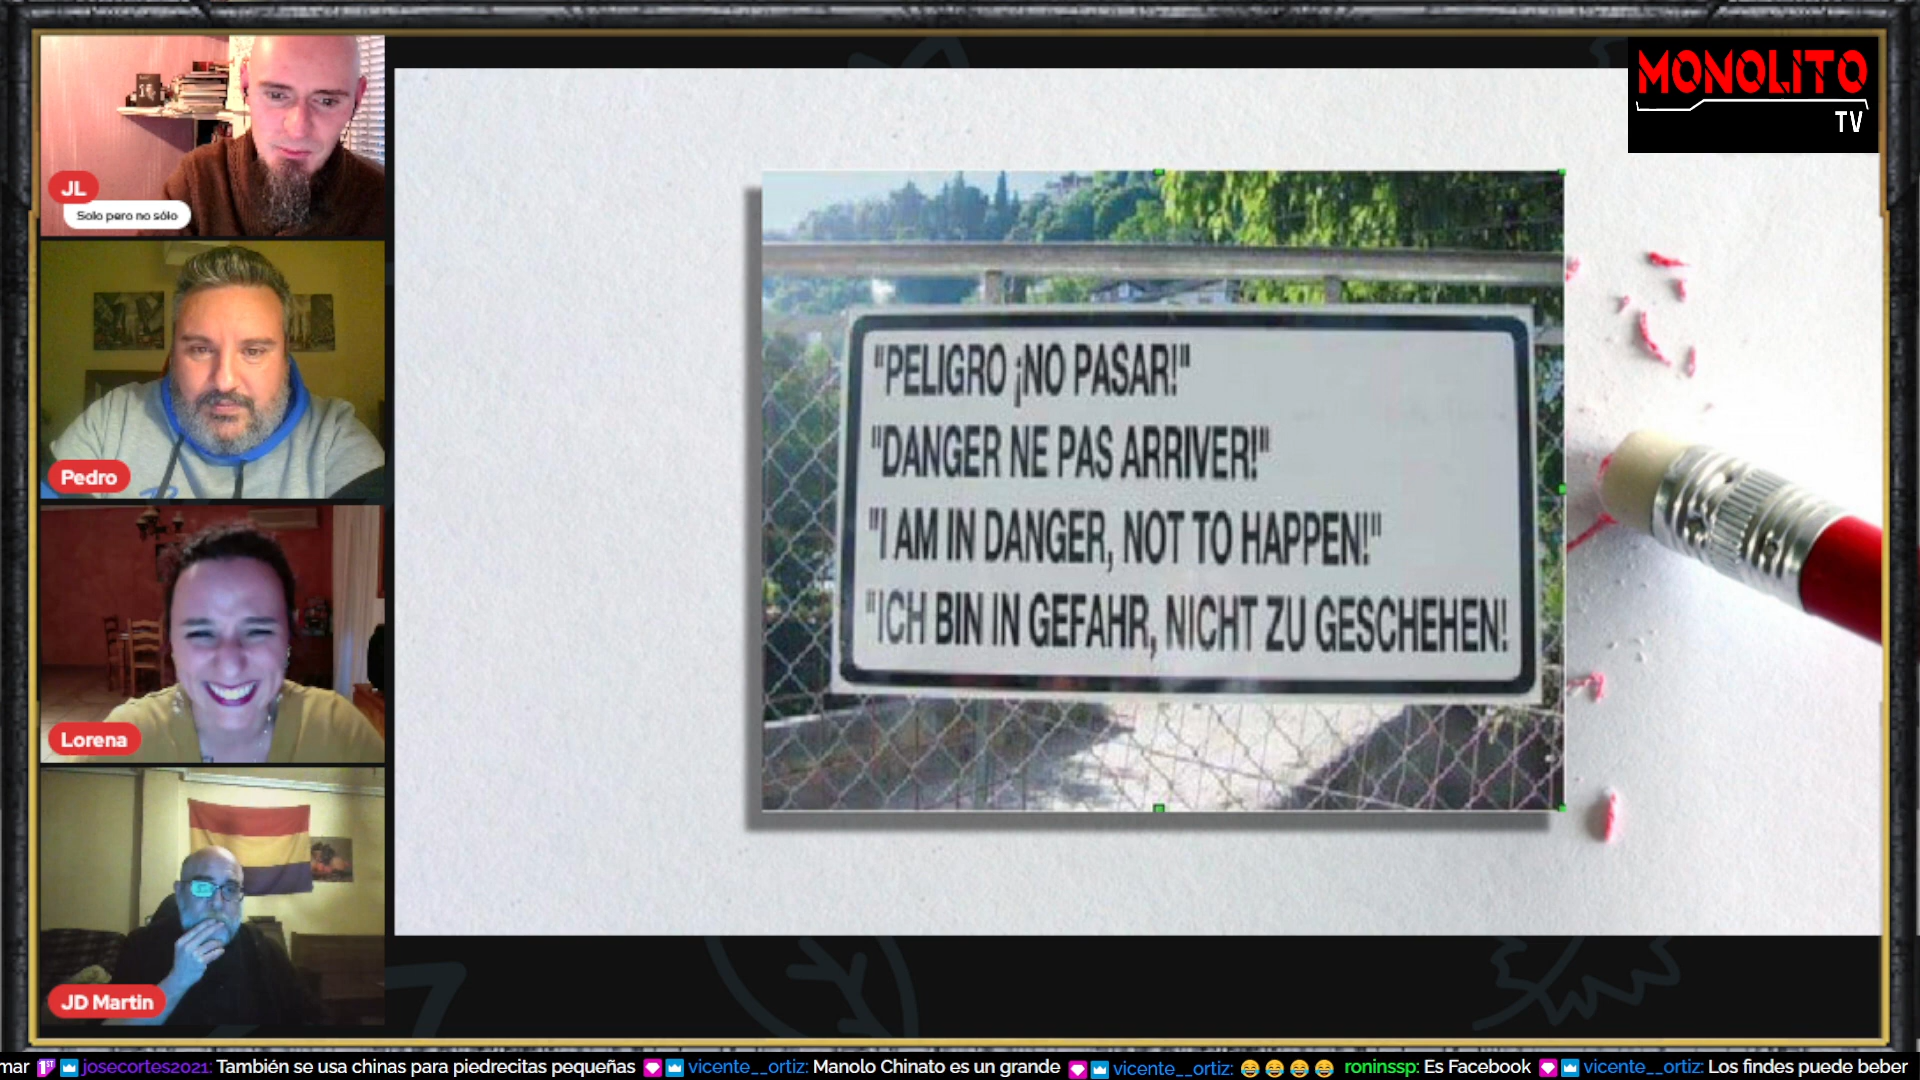 MONOLITO
TV
JL
Solo pero no sólo
Pedro
Lorena
JD Martin
"PELIGRO ¡NO PASAR!"
"DANGER NE PAS ARRIVER!"
"I AM IN DANGER, NOT TO HAPPEN!"
"ICH BIN IN GEFAHR, NICHT ZU GESCHEHEN!
mar 1ST josecortes2021: También se usa chinas para piedrecitas pequeñas vicente__ortiz: Manolo Chinato es un grande vicente__ortiz: 😂😂😂😂 roninssp: Es Facebook vicente__ortiz: Los findes puede beber